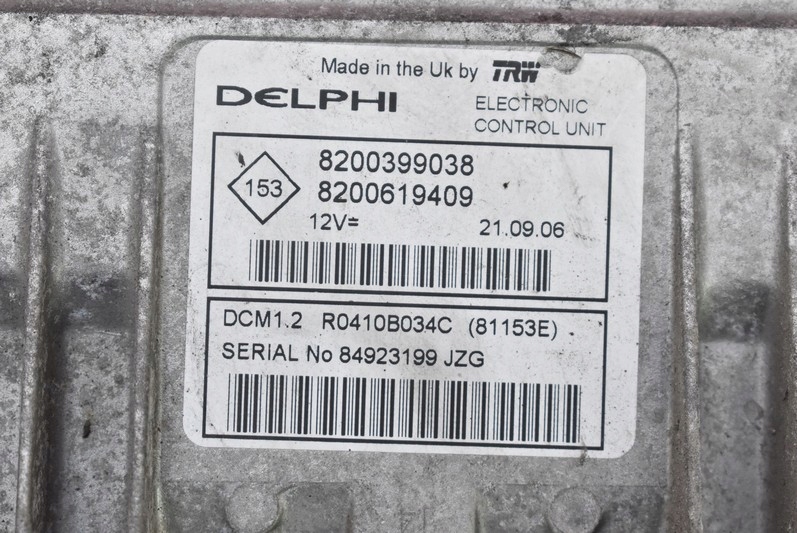 Made in the Uk by TRW
DELPHI
ELECTRONIC
CONTROL UNIT
153
8200399038
8200619409
12V=
21.09.06
DCM1.2 R0410B034C (81153E)
SERIAL No 84923199 JZG